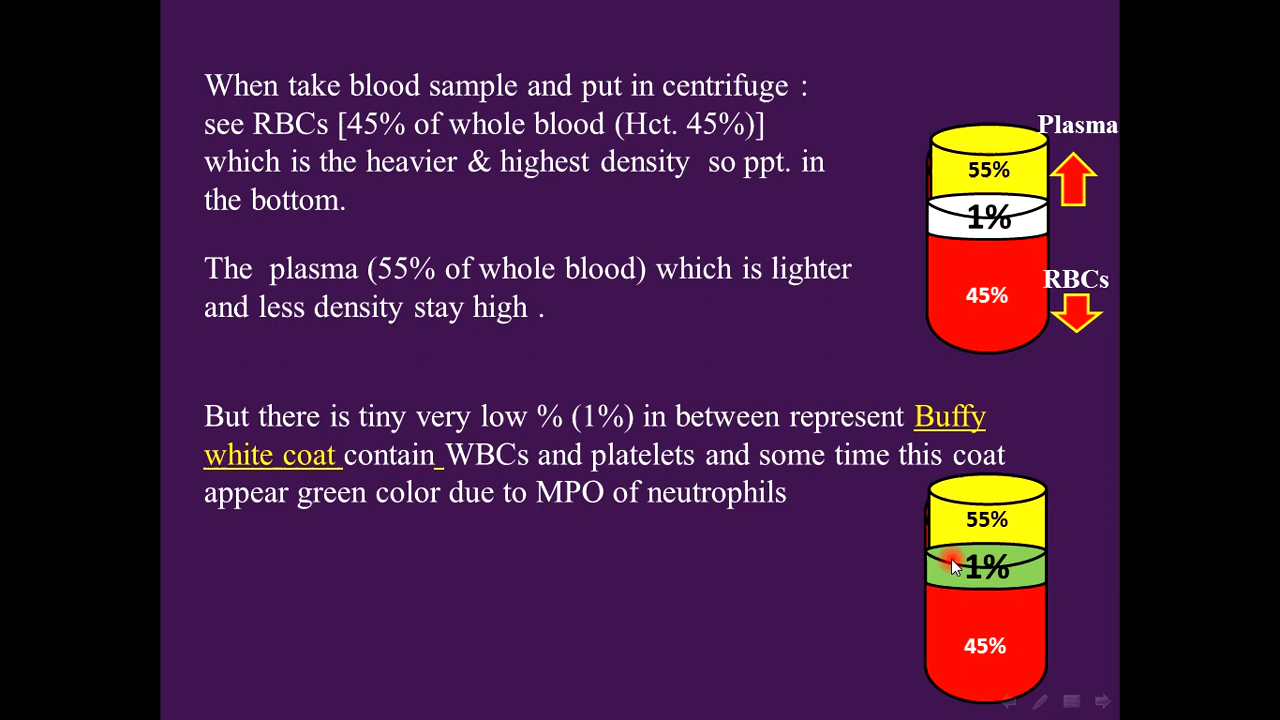 When take blood sample and put in centrifuge :
see RBCs [45% of whole blood (Hct. 45%)]
which is the heavier & highest density so ppt. in
the bottom.
The plasma (55% of whole blood) which is lighter
and less density stay high .
But there is tiny very low % (1%) in between represent Buffy
white coat contain WBCs and platelets and some time this coat
appear green color due to MPO of neutrophils
Plasma
55%
1%
RBCs
45%
55%
1%
45%